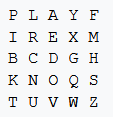 P L A Y F
I R E X M
B C D G H
K N O Q S
T U V W Z